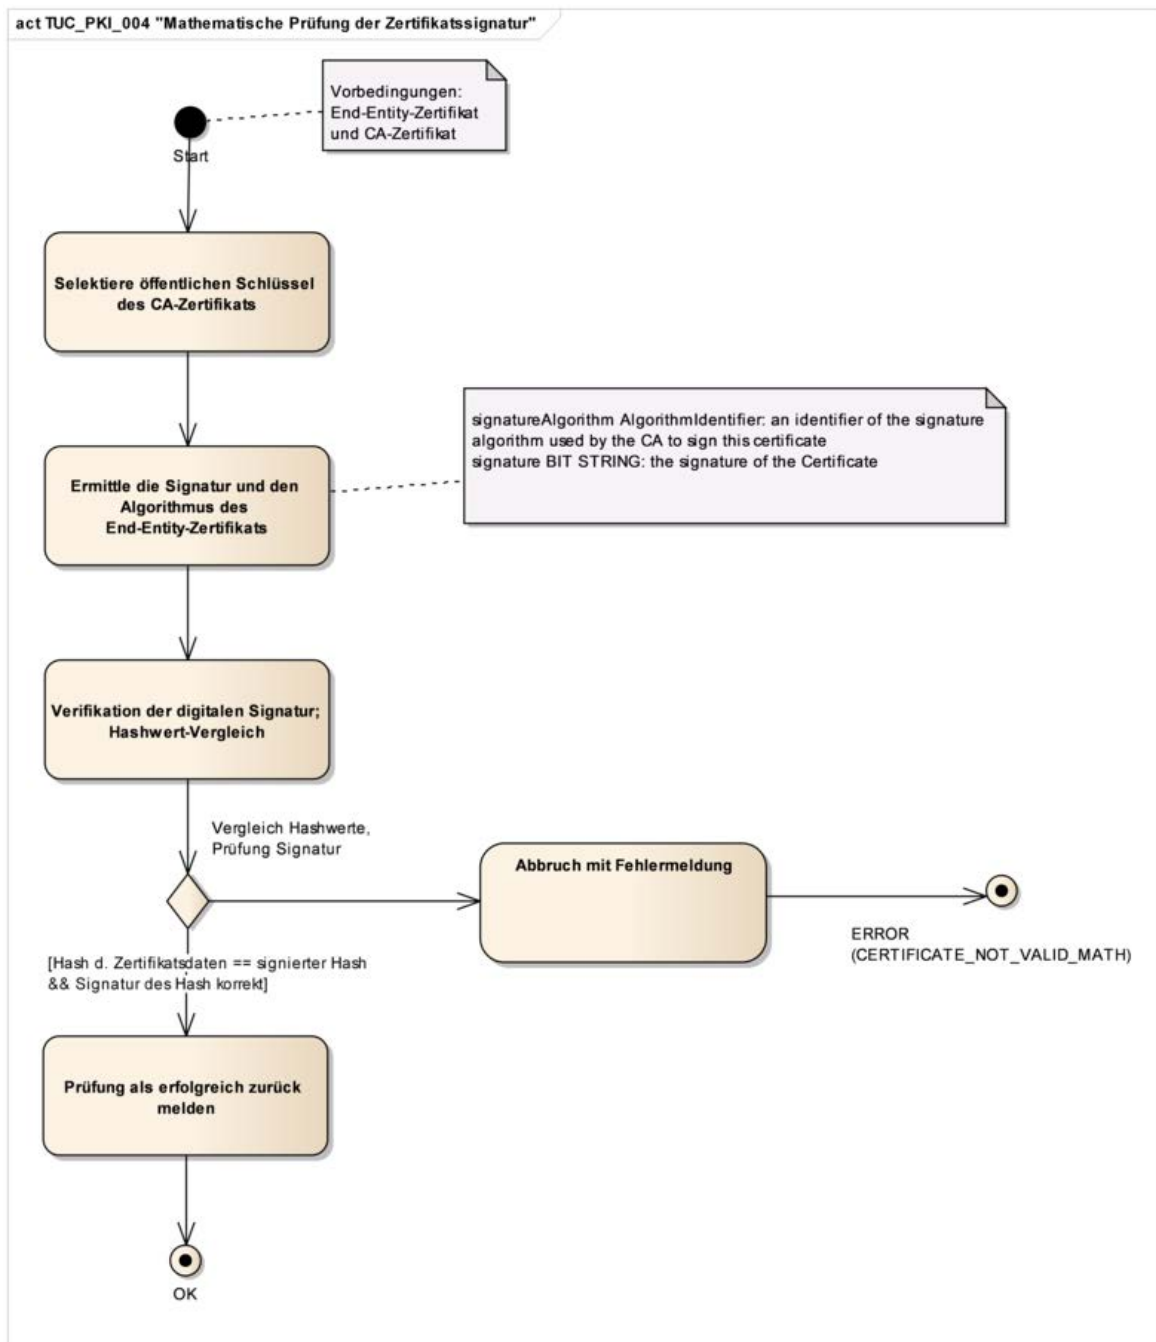 act TUC_PKI_004 "Mathematische Prüfung der Zertifikatssignatur"
Vorbedingungen:
End-Entity-Zertifikat
und CA-Zertifikat
Start
Selektiere öffentlichen Schlüssel
des CA-Zertifikats
signatureAlgorithm AlgorithmIdentifier: an identifier of the signature
algorithm used by the CA to sign this certificate
signature BIT STRING: the signature of the Certificate
Ermittle die Signatur und den
Algorithmus des
End-Entity-Zertifikats
Verifikation der digitalen Signatur;
Hashwert-Vergleich
Vergleich Hashwerte,
Prüfung Signatur
Abbruch mit Fehlermeldung
ERROR
(CERTIFICATE_NOT_VALID_MATH)
[Hash d. Zertifikatsdaten == signierter Hash
&& Signatur des Hash korrekt]
Prüfung als erfolgreich zurück
melden
OK